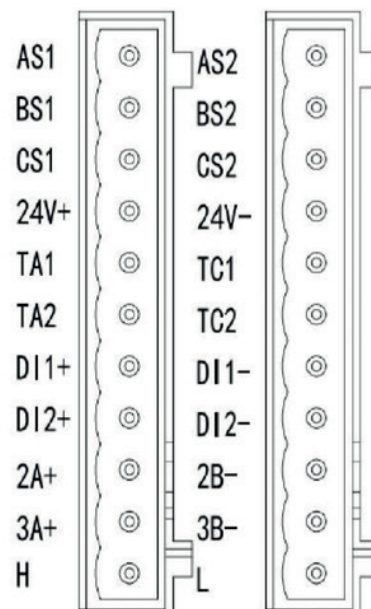 AS1 AS2
BS1 BS2
CS1 CS2
24V+ 24V-
TA1 TC1
TA2 TC2
DI1+ DI1-
DI2+ DI2-
2A+ 2B-
3A+ 3B-
H L